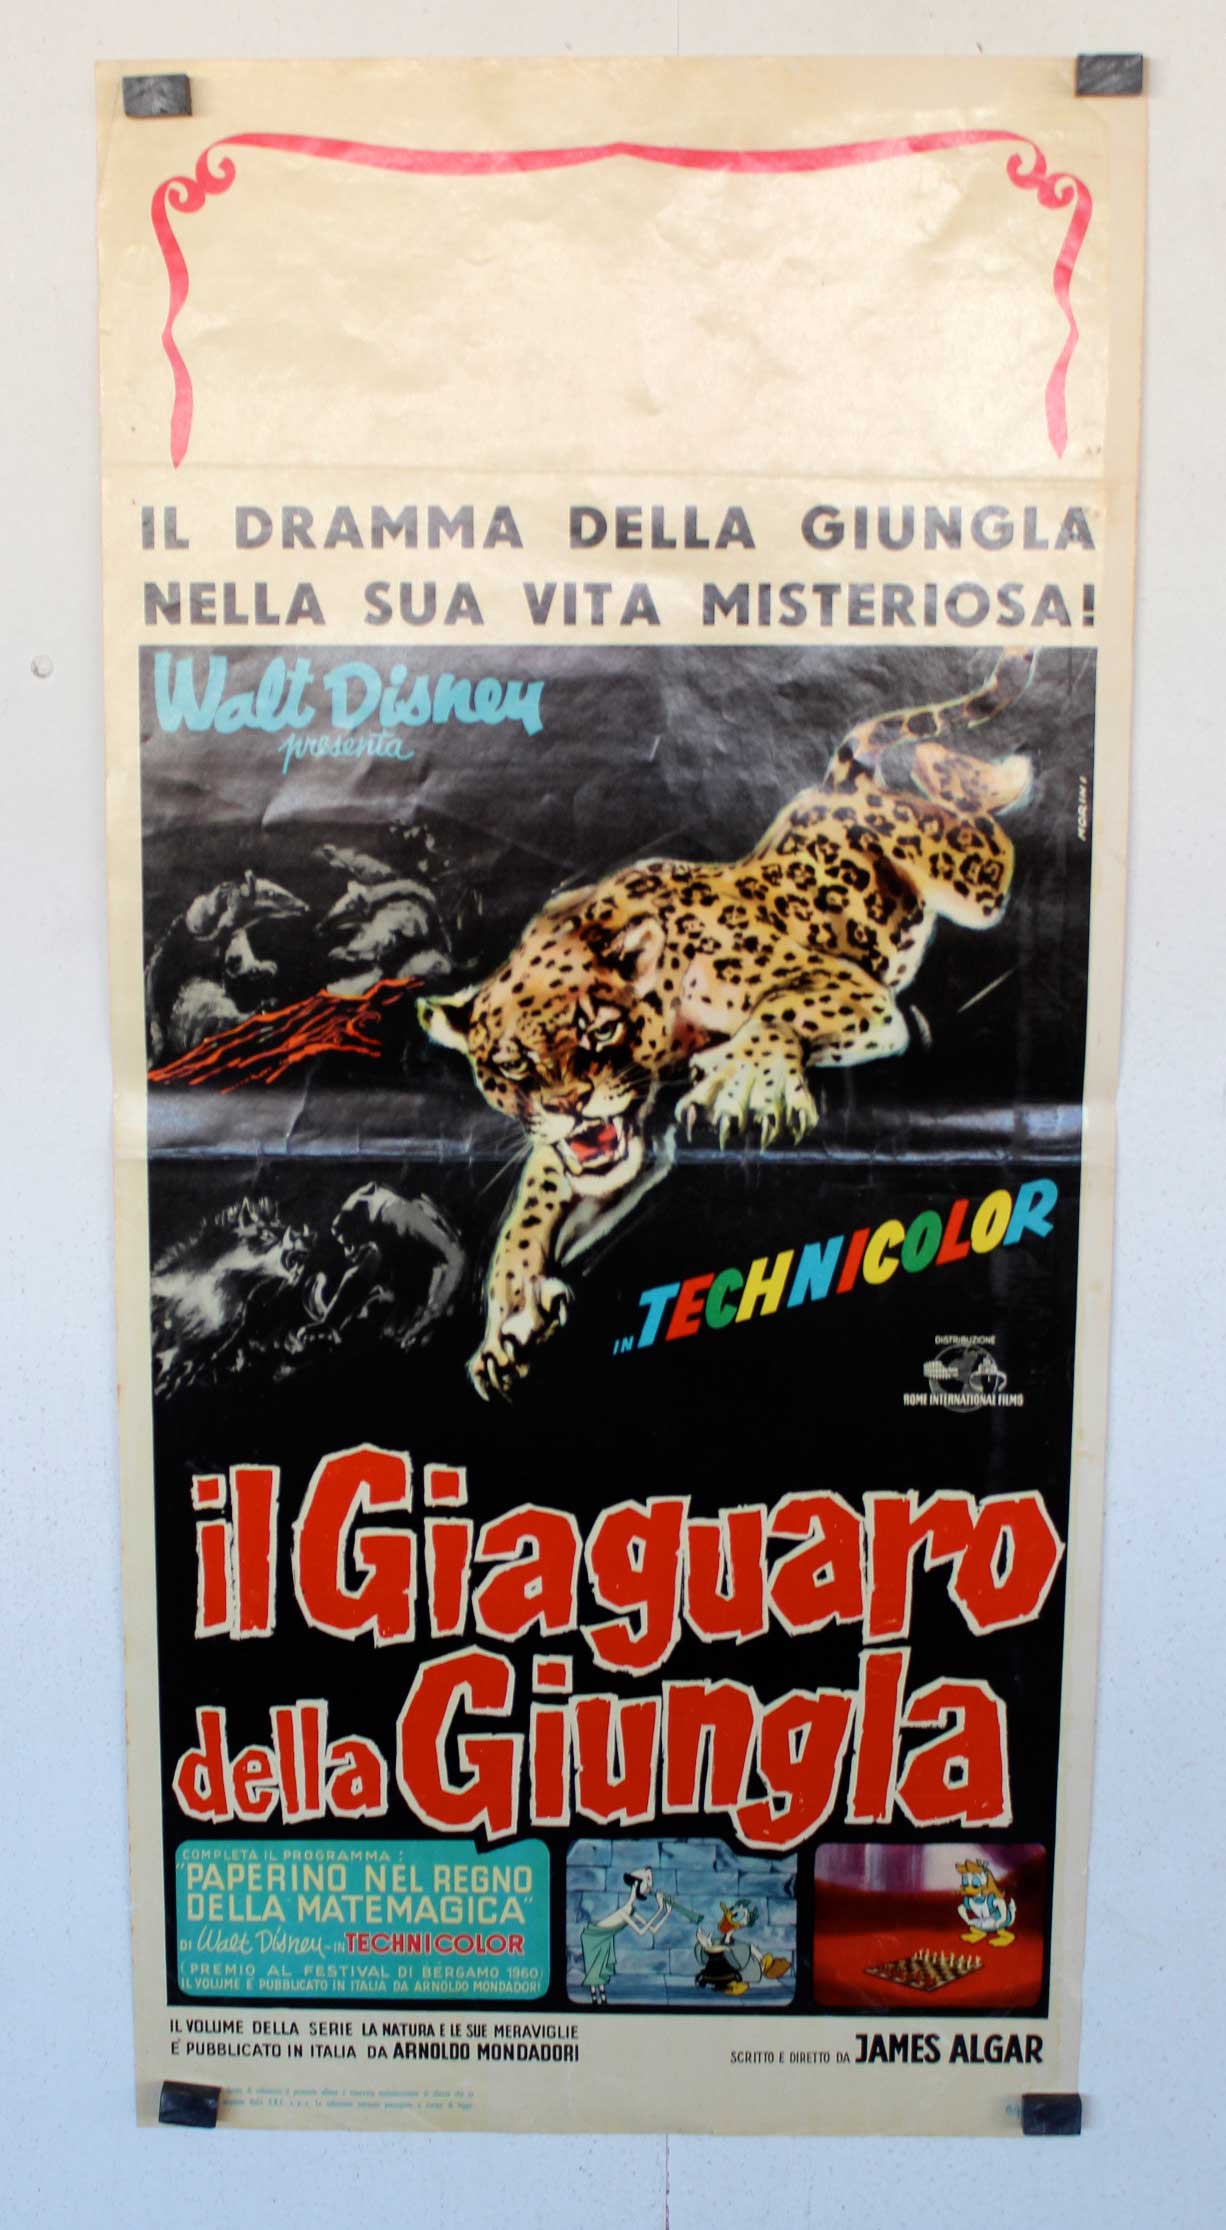 IL DRAMMA DELLA GIUNGLA
NELLA SUA VITA MISTERIOSA!
Walt Disney
presenta
MORINI
IN TECHNICOLOR
DISTRIBUZIONE
ROME INTERNATIONAL FILMS
il Giaguaro
della Giungla
COMPLETA IL PROGRAMMA:
"PAPERINO NEL REGNO
DELLA MATEMAGICA"
DI Walt Disney - IN TECHNICOLOR
(PREMIO AL FESTIVAL DI BERGAMO 1960)
IL VOLUME È PUBBLICATO IN ITALIA DA ARNOLDO MONDADORI
IL VOLUME DELLA SERIE LA NATURA E LE SUE MERAVIGLIE
E' PUBBLICATO IN ITALIA DA ARNOLDO MONDADORI
SCRITTO E DIRETTO DA JAMES ALGAR